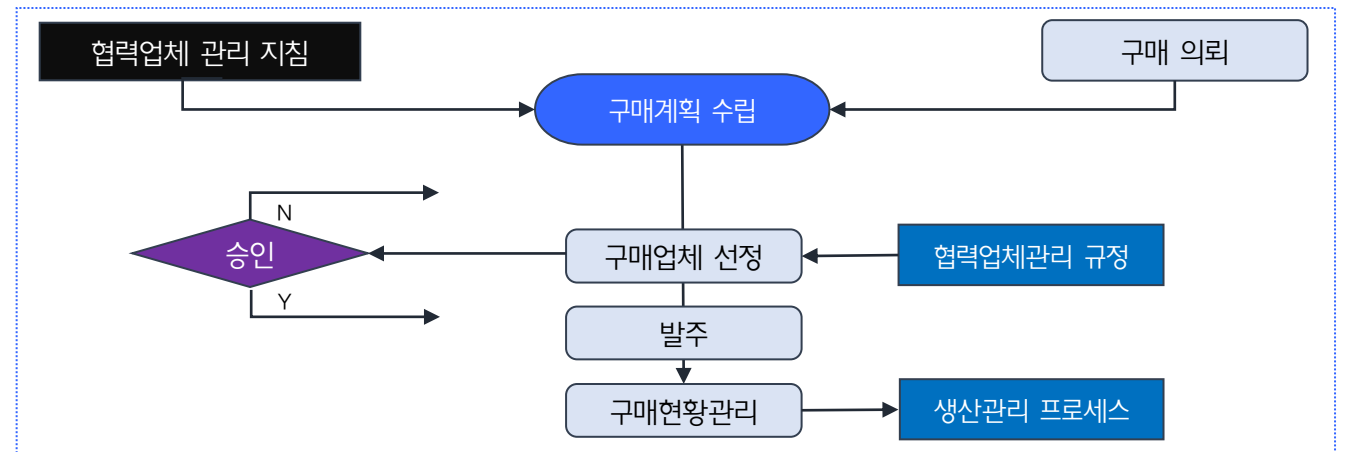 협력업체 관리 지침
구매 의뢰
구매계획 수립
N
승인
구매업체 선정
협력업체관리 규정
Y
발주
구매현황관리
생산관리 프로세스